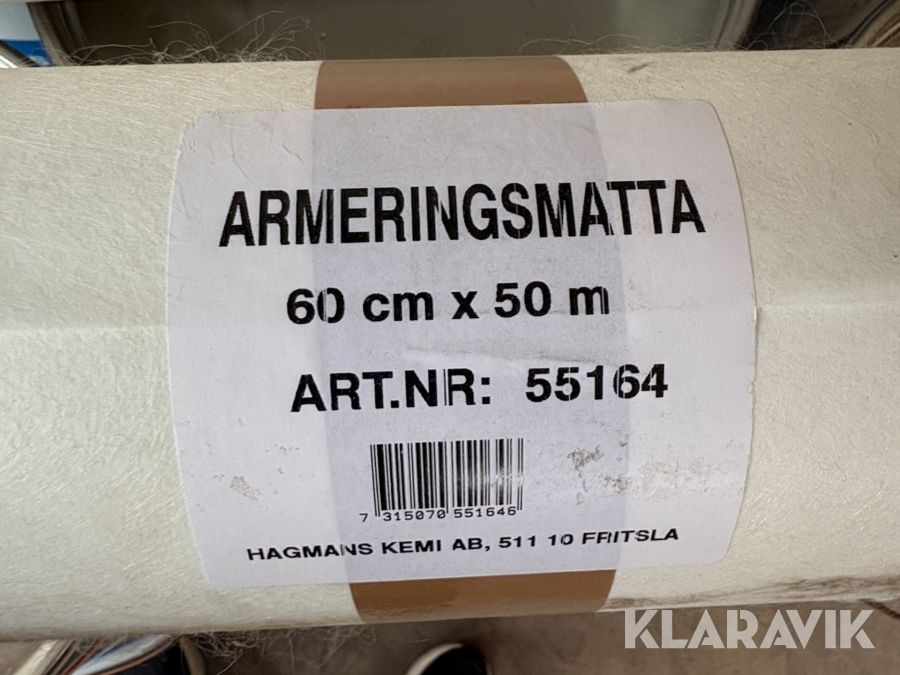 ARMERINGSMATTA
60 cm x 50 m
ART.NR: 55164
7 315070 551646
HAGMANS KEMI AB, 511 10 FRITSLA
KLARAVIK